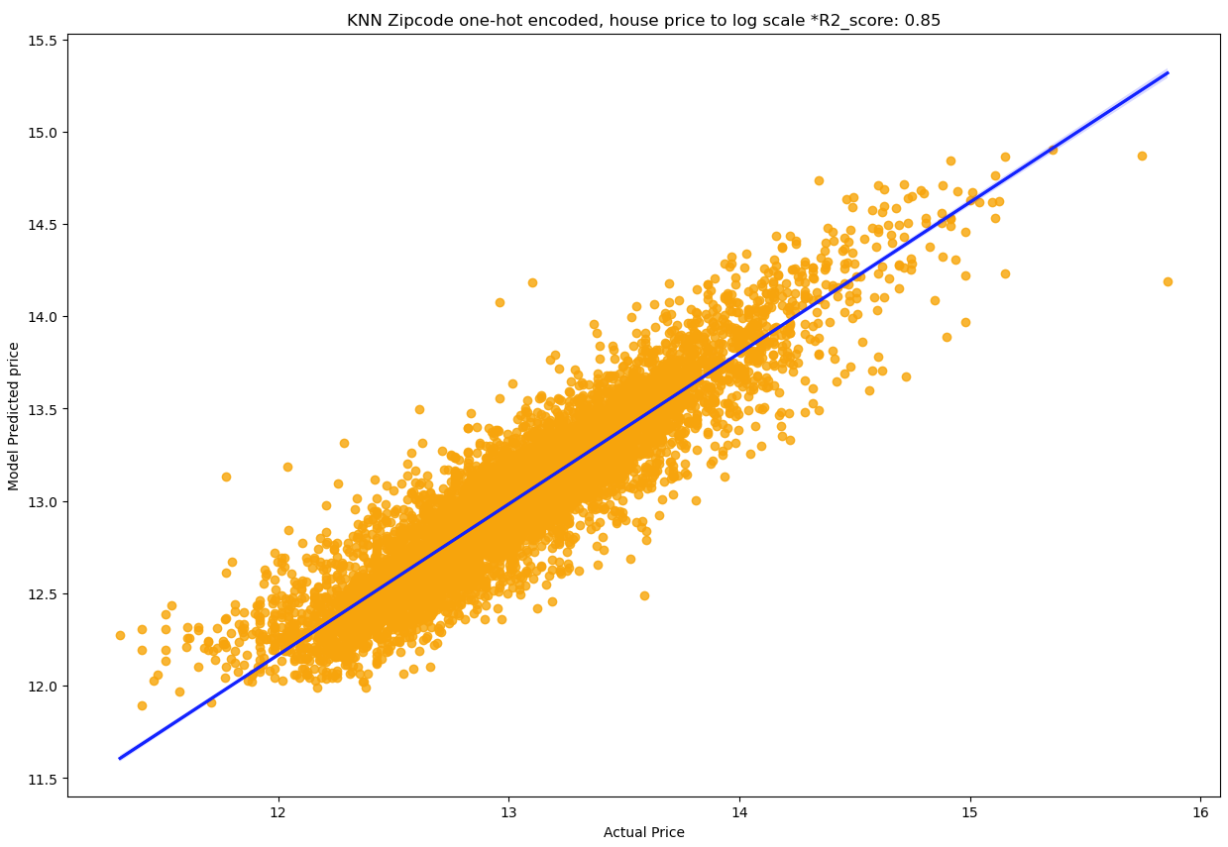 KNN Zipcode one-hot encoded, house price to log scale *R2_score: 0.85
15.5
15.0
14.5
14.0
13.5
13.0
12.5
12.0
11.5
Model Predicted price
12 13 14 15 16
Actual Price